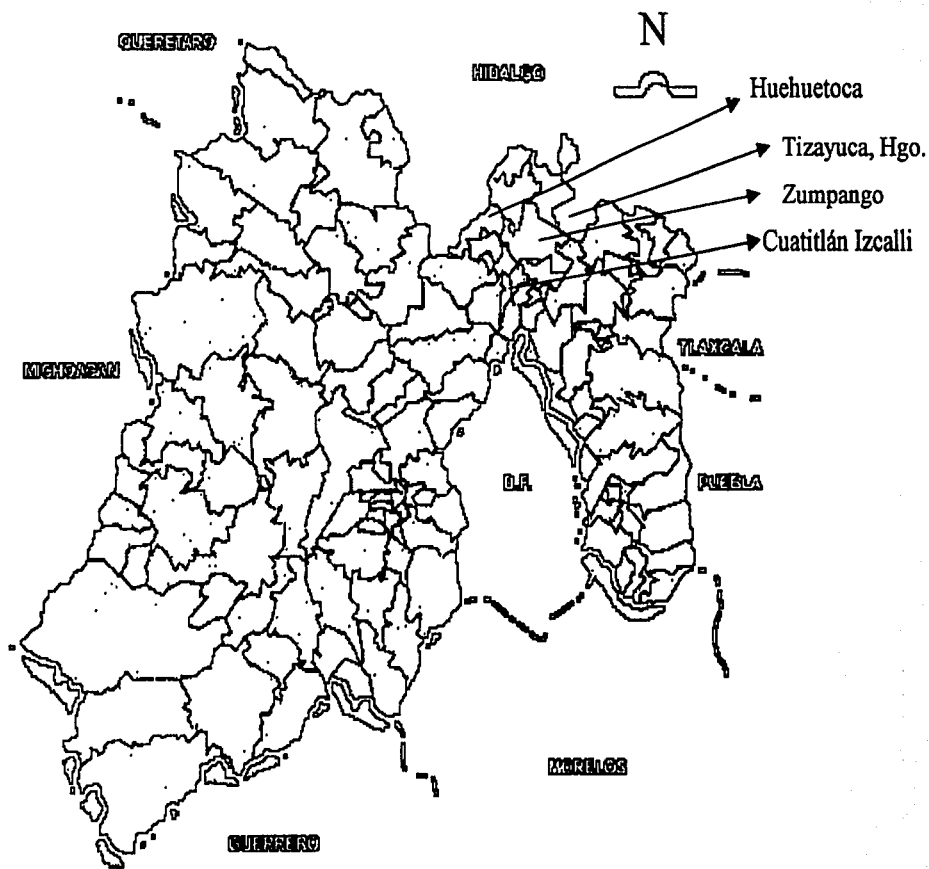 QUERETARO
N
HIDALGO
Huehuetoca
Tizayuca, Hgo.
Zumpango
Cuatitlán Izcalli
TLAXCALA
MICHOACAN
D.F.
PUEBLA
MORELOS
GUERRERO